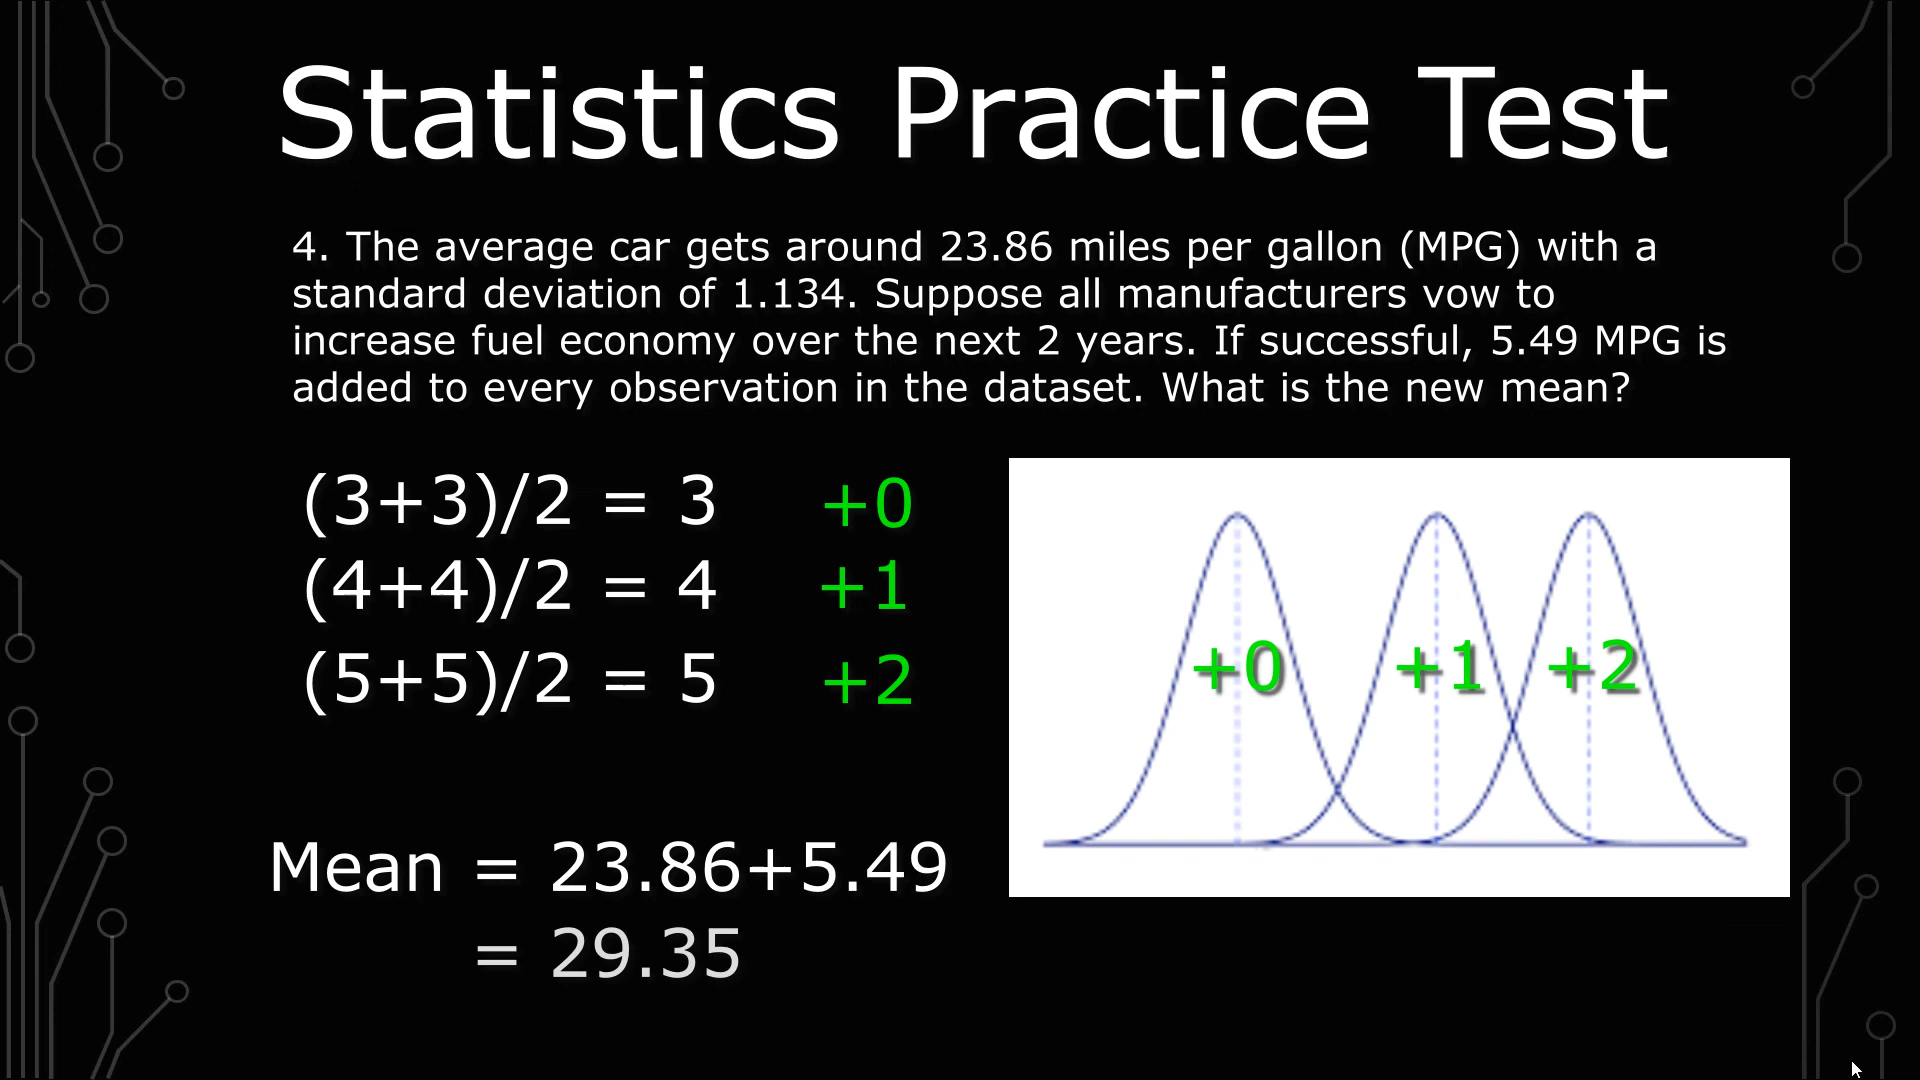 Statistics Practice Test
4. The average car gets around 23.86 miles per gallon (MPG) with a
standard deviation of 1.134. Suppose all manufacturers vow to
increase fuel economy over the next 2 years. If successful, 5.49 MPG is
added to every observation in the dataset. What is the new mean?
(3+3)/2 = 3 +0
(4+4)/2 = 4 +1
(5+5)/2 = 5 +2
+0 +1 +2
Mean = 23.86+5.49
= 29.35